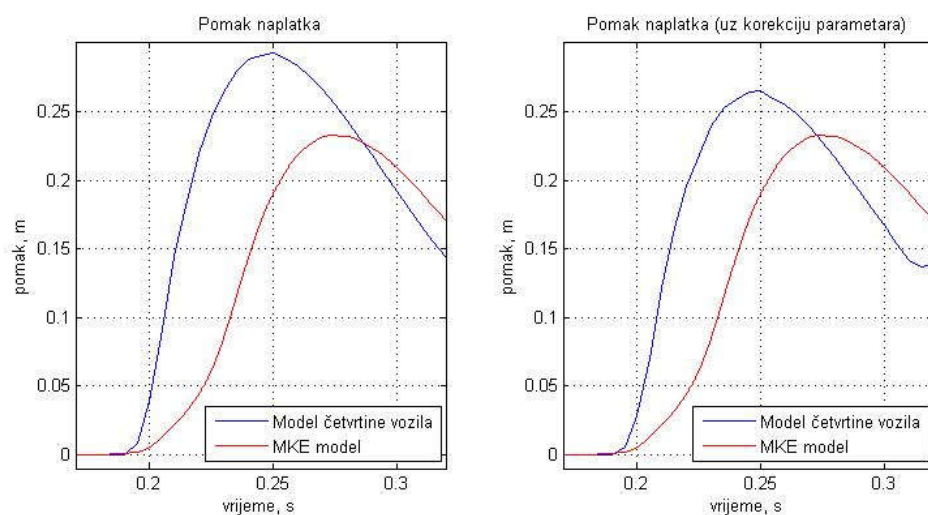 Pomak naplatka
0.25
0.2
0.15
0.1
0.05
0
pomak, m
0.2
0.25
0.3
vrijeme, s
Model četvrtine vozila
MKE model
Pomak naplatka (uz korekciju parametara)
0.25
0.2
0.15
0.1
0.05
0
pomak, m
0.2
0.25
0.3
vrijeme, s
Model četvrtine vozila
MKE model